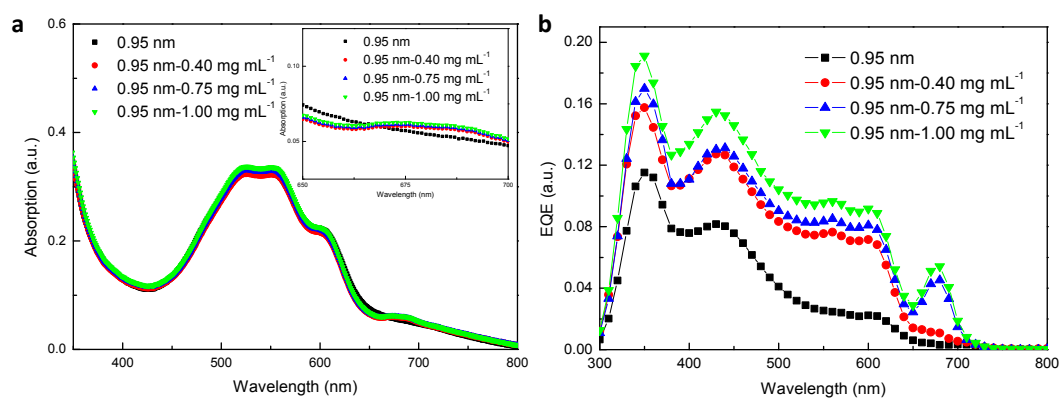 a
0.6
0.4
0.2
0.0
Absorption (a.u.)
400
500
600
700
800
Wavelength (nm)
0.95 nm
0.95 nm-0.40 mg mL⁻¹
0.95 nm-0.75 mg mL⁻¹
0.95 nm-1.00 mg mL⁻¹
0.10
0.05
Absorption (a.u.)
650
675
700
Wavelength (nm)
0.95 nm
0.95 nm-0.40 mg mL⁻¹
0.95 nm-0.75 mg mL⁻¹
0.95 nm-1.00 mg mL⁻¹
b
0.20
0.16
0.12
0.08
0.04
0.00
EQE (a.u.)
300
400
500
600
700
800
Wavelength (nm)
0.95 nm
0.95 nm-0.40 mg mL⁻¹
0.95 nm-0.75 mg mL⁻¹
0.95 nm-1.00 mg mL⁻¹